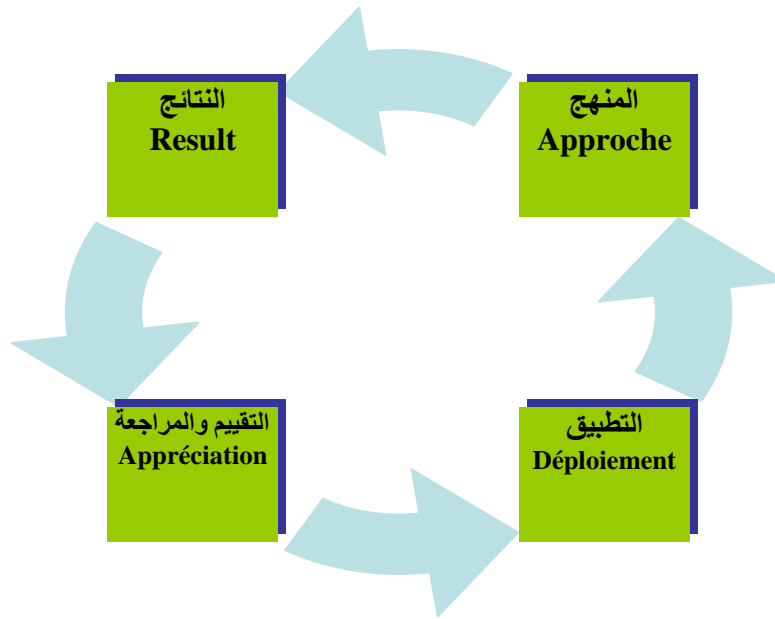 النتائج
Result
المنهج
Approche
التقييم والمراجعة
Appréciation
التطبيق
Déploiement